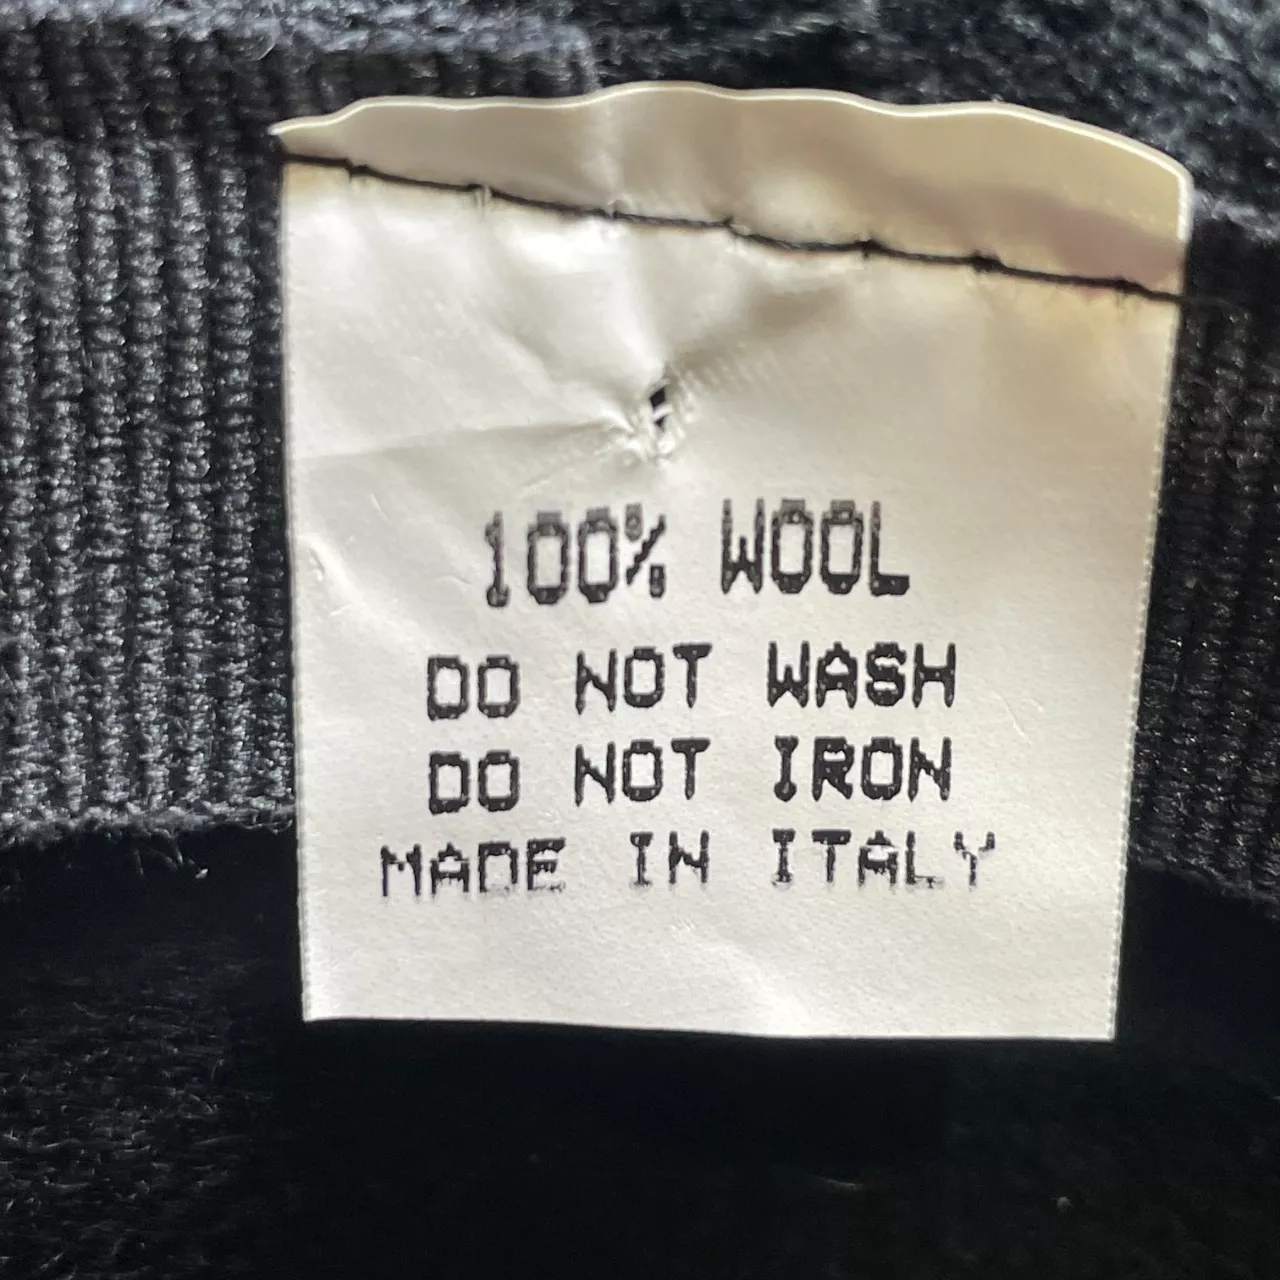 100% WOOL
DO NOT WASH
DO NOT IRON
MADE IN ITALY